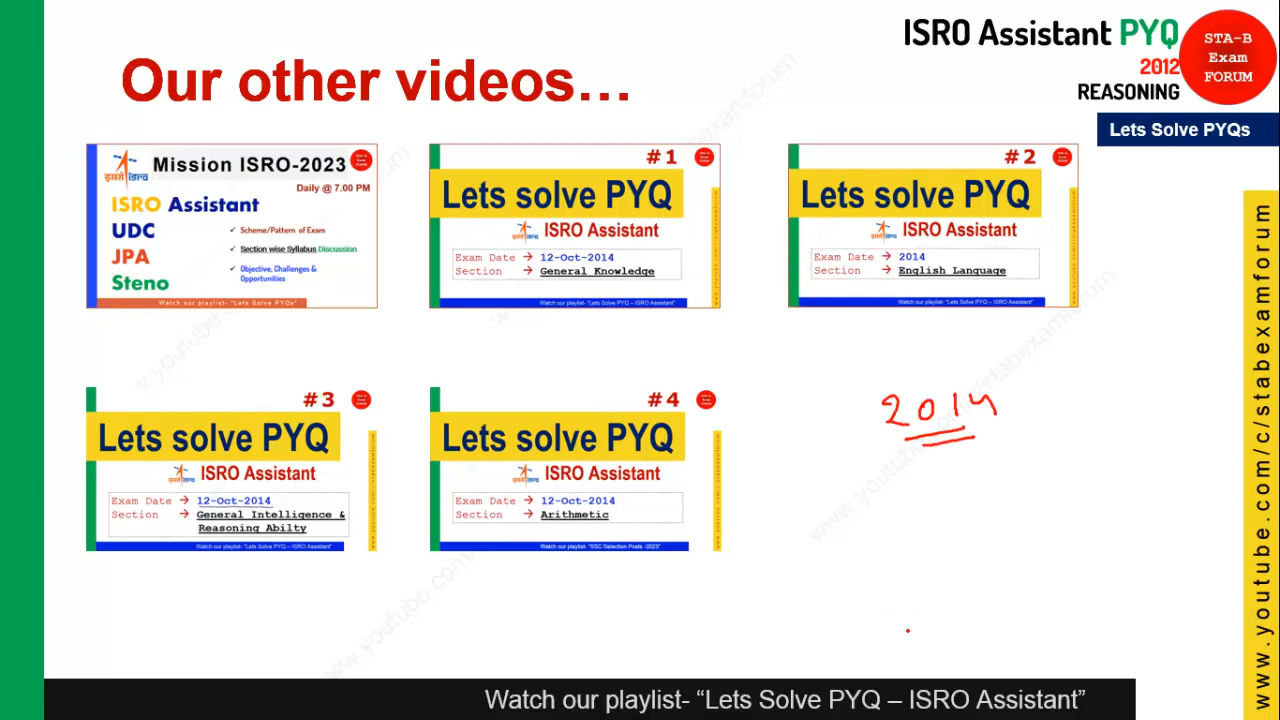 ISRO Assistant PYQ
2012
REASONING
STA-B
Exam
FORUM
Lets Solve PYQs
Our other videos…
Mission ISRO-2023
Daily @ 7.00 PM
इसरो isro
ISRO Assistant
UDC
JPA
Steno
✓ Scheme/Pattern of Exam
✓ Section wise Syllabus Discussion
✓ Objective, Challenges &
Opportunities
Watch our playlist- "Lets Solve PYQs"
#1
Lets solve PYQ
ISRO Assistant
Exam Date → 12-Oct-2014
Section → General Knowledge
Watch our playlist- "Lets Solve PYQ – ISRO Assistant"
#2
Lets solve PYQ
ISRO Assistant
Exam Date → 2014
Section → English Language
Watch our playlist- "Lets Solve PYQ – ISRO Assistant"
#3
Lets solve PYQ
ISRO Assistant
Exam Date → 12-Oct-2014
Section → General Intelligence &
Reasoning Abilty
Watch our playlist- "Lets Solve PYQ – ISRO Assistant"
#4
Lets solve PYQ
ISRO Assistant
Exam Date → 12-Oct-2014
Section → Arithmetic
Watch our playlist- "SSC Selection Posts -2023"
2014
www.youtube.com/c/stabexamforum
Watch our playlist- “Lets Solve PYQ – ISRO Assistant”